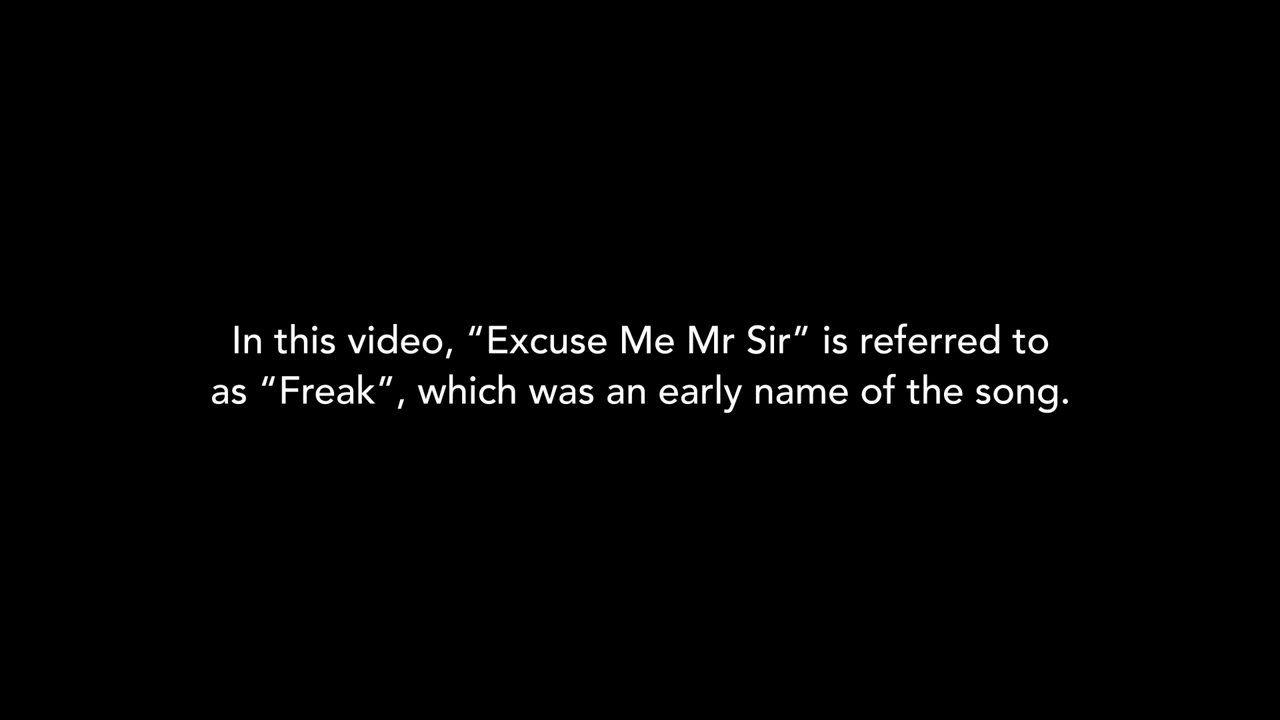 In this video, “Excuse Me Mr Sir” is referred to
as “Freak”, which was an early name of the song.